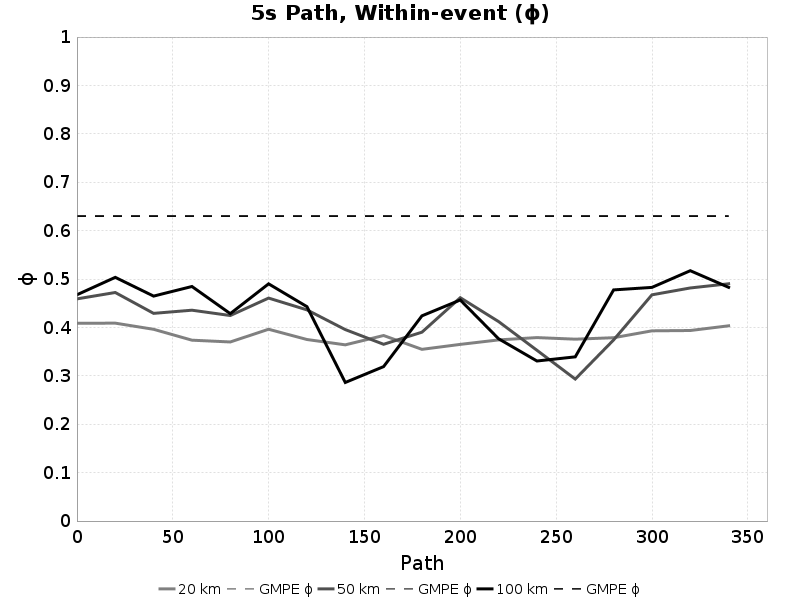 5s Path, Within-event (ϕ)
1
0.9
0.8
0.7
0.6
0.5
0.4
0.3
0.2
0.1
0
ϕ
0 50 100 150 200 250 300 350
Path
20 km GMPE ϕ 50 km GMPE ϕ 100 km GMPE ϕ